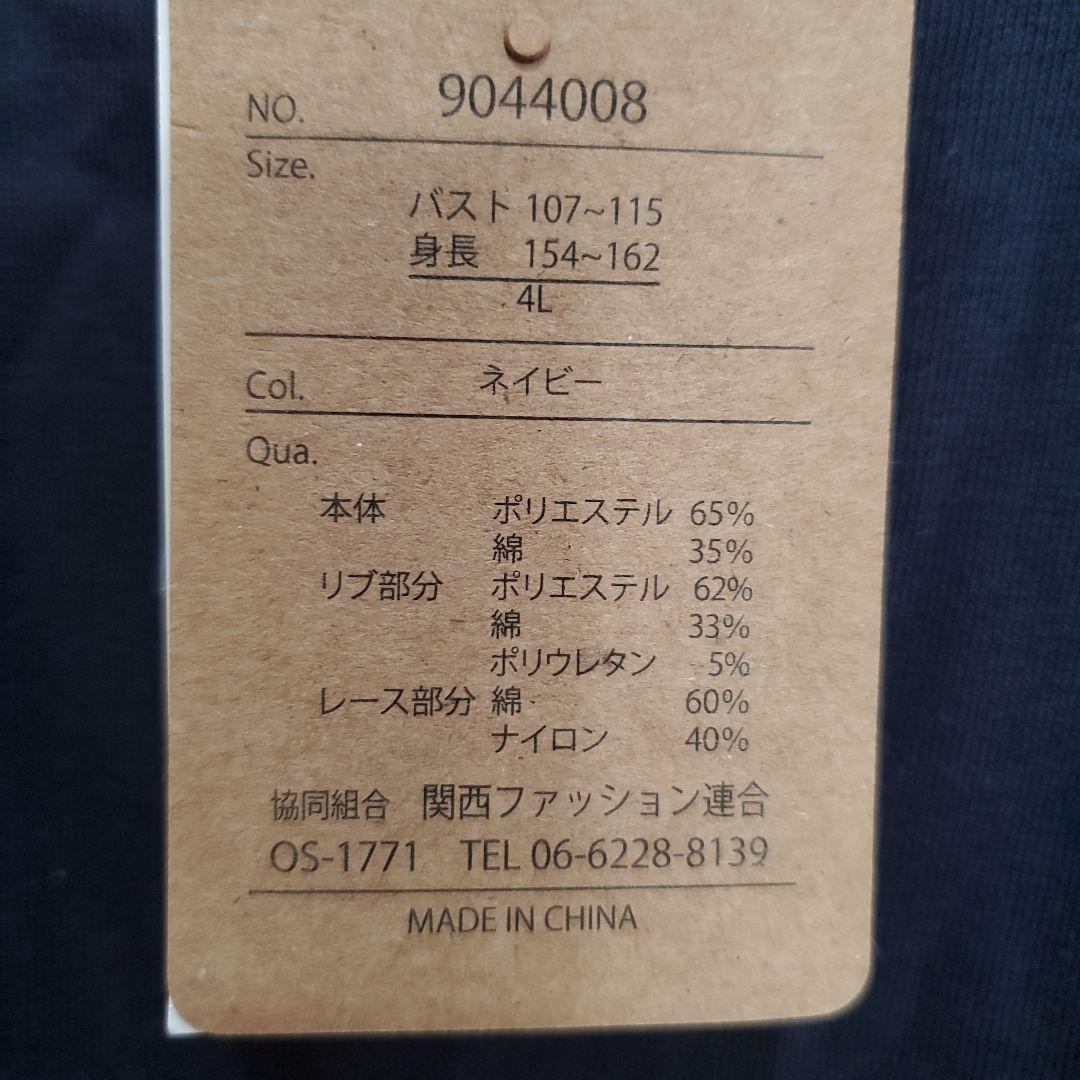 NO. 9044008
Size.
バスト 107~115
身長 154~162
4L
Col. ネイビー
Qua.
本体 ポリエステル 65%
綿 35%
リブ部分 ポリエステル 62%
綿 33%
ポリウレタン 5%
レース部分 綿 60%
ナイロン 40%
協同組合 関西ファッション連合
OS-1771 TEL 06-6228-8139
MADE IN CHINA